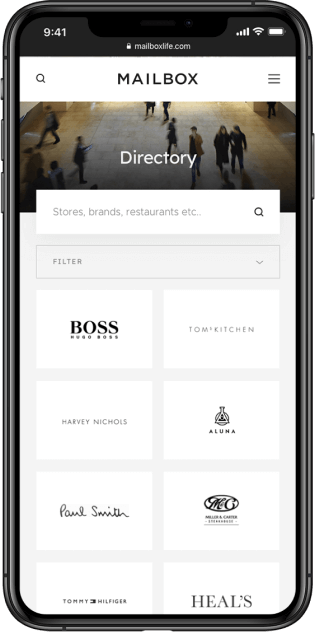 9:41
mailboxlife.com
MAILBOX
Directory
Stores, brands, restaurants etc..
FILTER
BOSS
HUGO BOSS
TOM'S KITCHEN
HARVEY NICHOLS
ALUNA
Paul Smith
M&C
MILLER & CARTER
STEAKHOUSE
TOMMY HILFIGER
HEAL'S